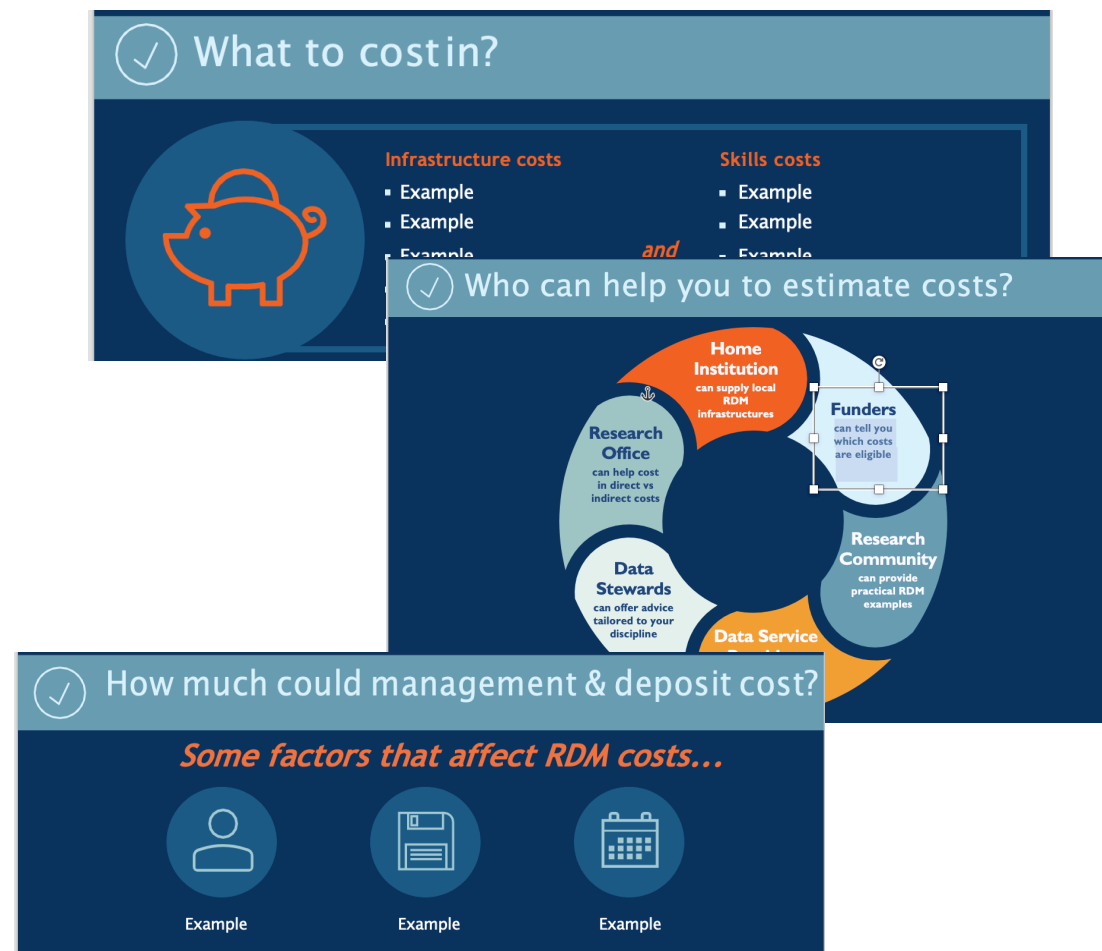 What to cost in?
Infrastructure costs
Example
Example
Example
and
Skills costs
Example
Example
Example
Who can help you to estimate costs?
Home
Institution
can supply local
RDM
infrastructures
Funders
can tell you
which costs
are eligible
Research
Community
can provide
practical RDM
examples
Data Service
Data
Stewards
can offer advice
tailored to your
discipline
Research
Office
can help cost
in direct vs
indirect costs
How much could management & deposit cost?
Some factors that affect RDM costs...
Example
Example
Example